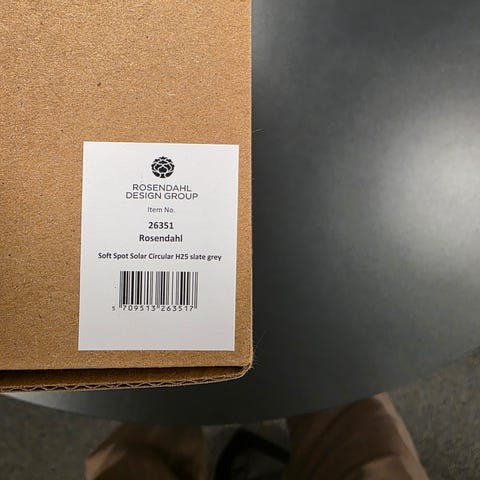 ROSENDAHL
DESIGN GROUP
Item No.
26351
Rosendahl
Soft Spot Solar Circular H25 slate grey
5 709513 263517